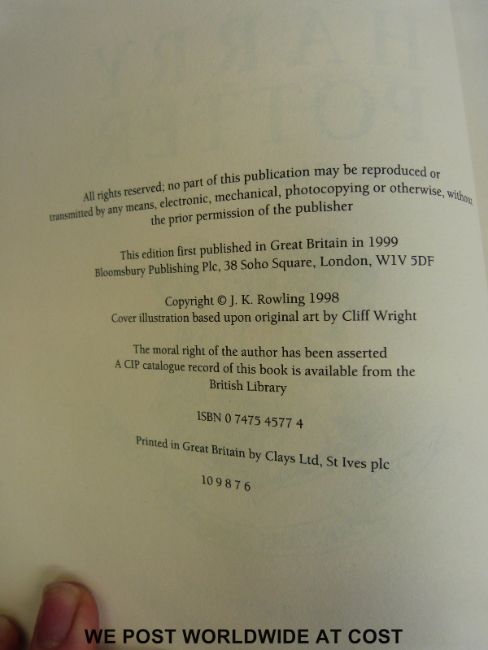 HARRY
POTTER
All rights reserved; no part of this publication may be reproduced or
transmitted by any means, electronic, mechanical, photocopying or otherwise, without
the prior permission of the publisher
This edition first published in Great Britain in 1999
Bloomsbury Publishing Plc, 38 Soho Square, London, W1V 5DF
Copyright © J. K. Rowling 1998
Cover illustration based upon original art by Cliff Wright
The moral right of the author has been asserted
A CIP catalogue record of this book is available from the
British Library
ISBN 0 7475 4577 4
Printed in Great Britain by Clays Ltd, St Ives plc
10 9 8 7 6
WE POST WORLDWIDE AT COST